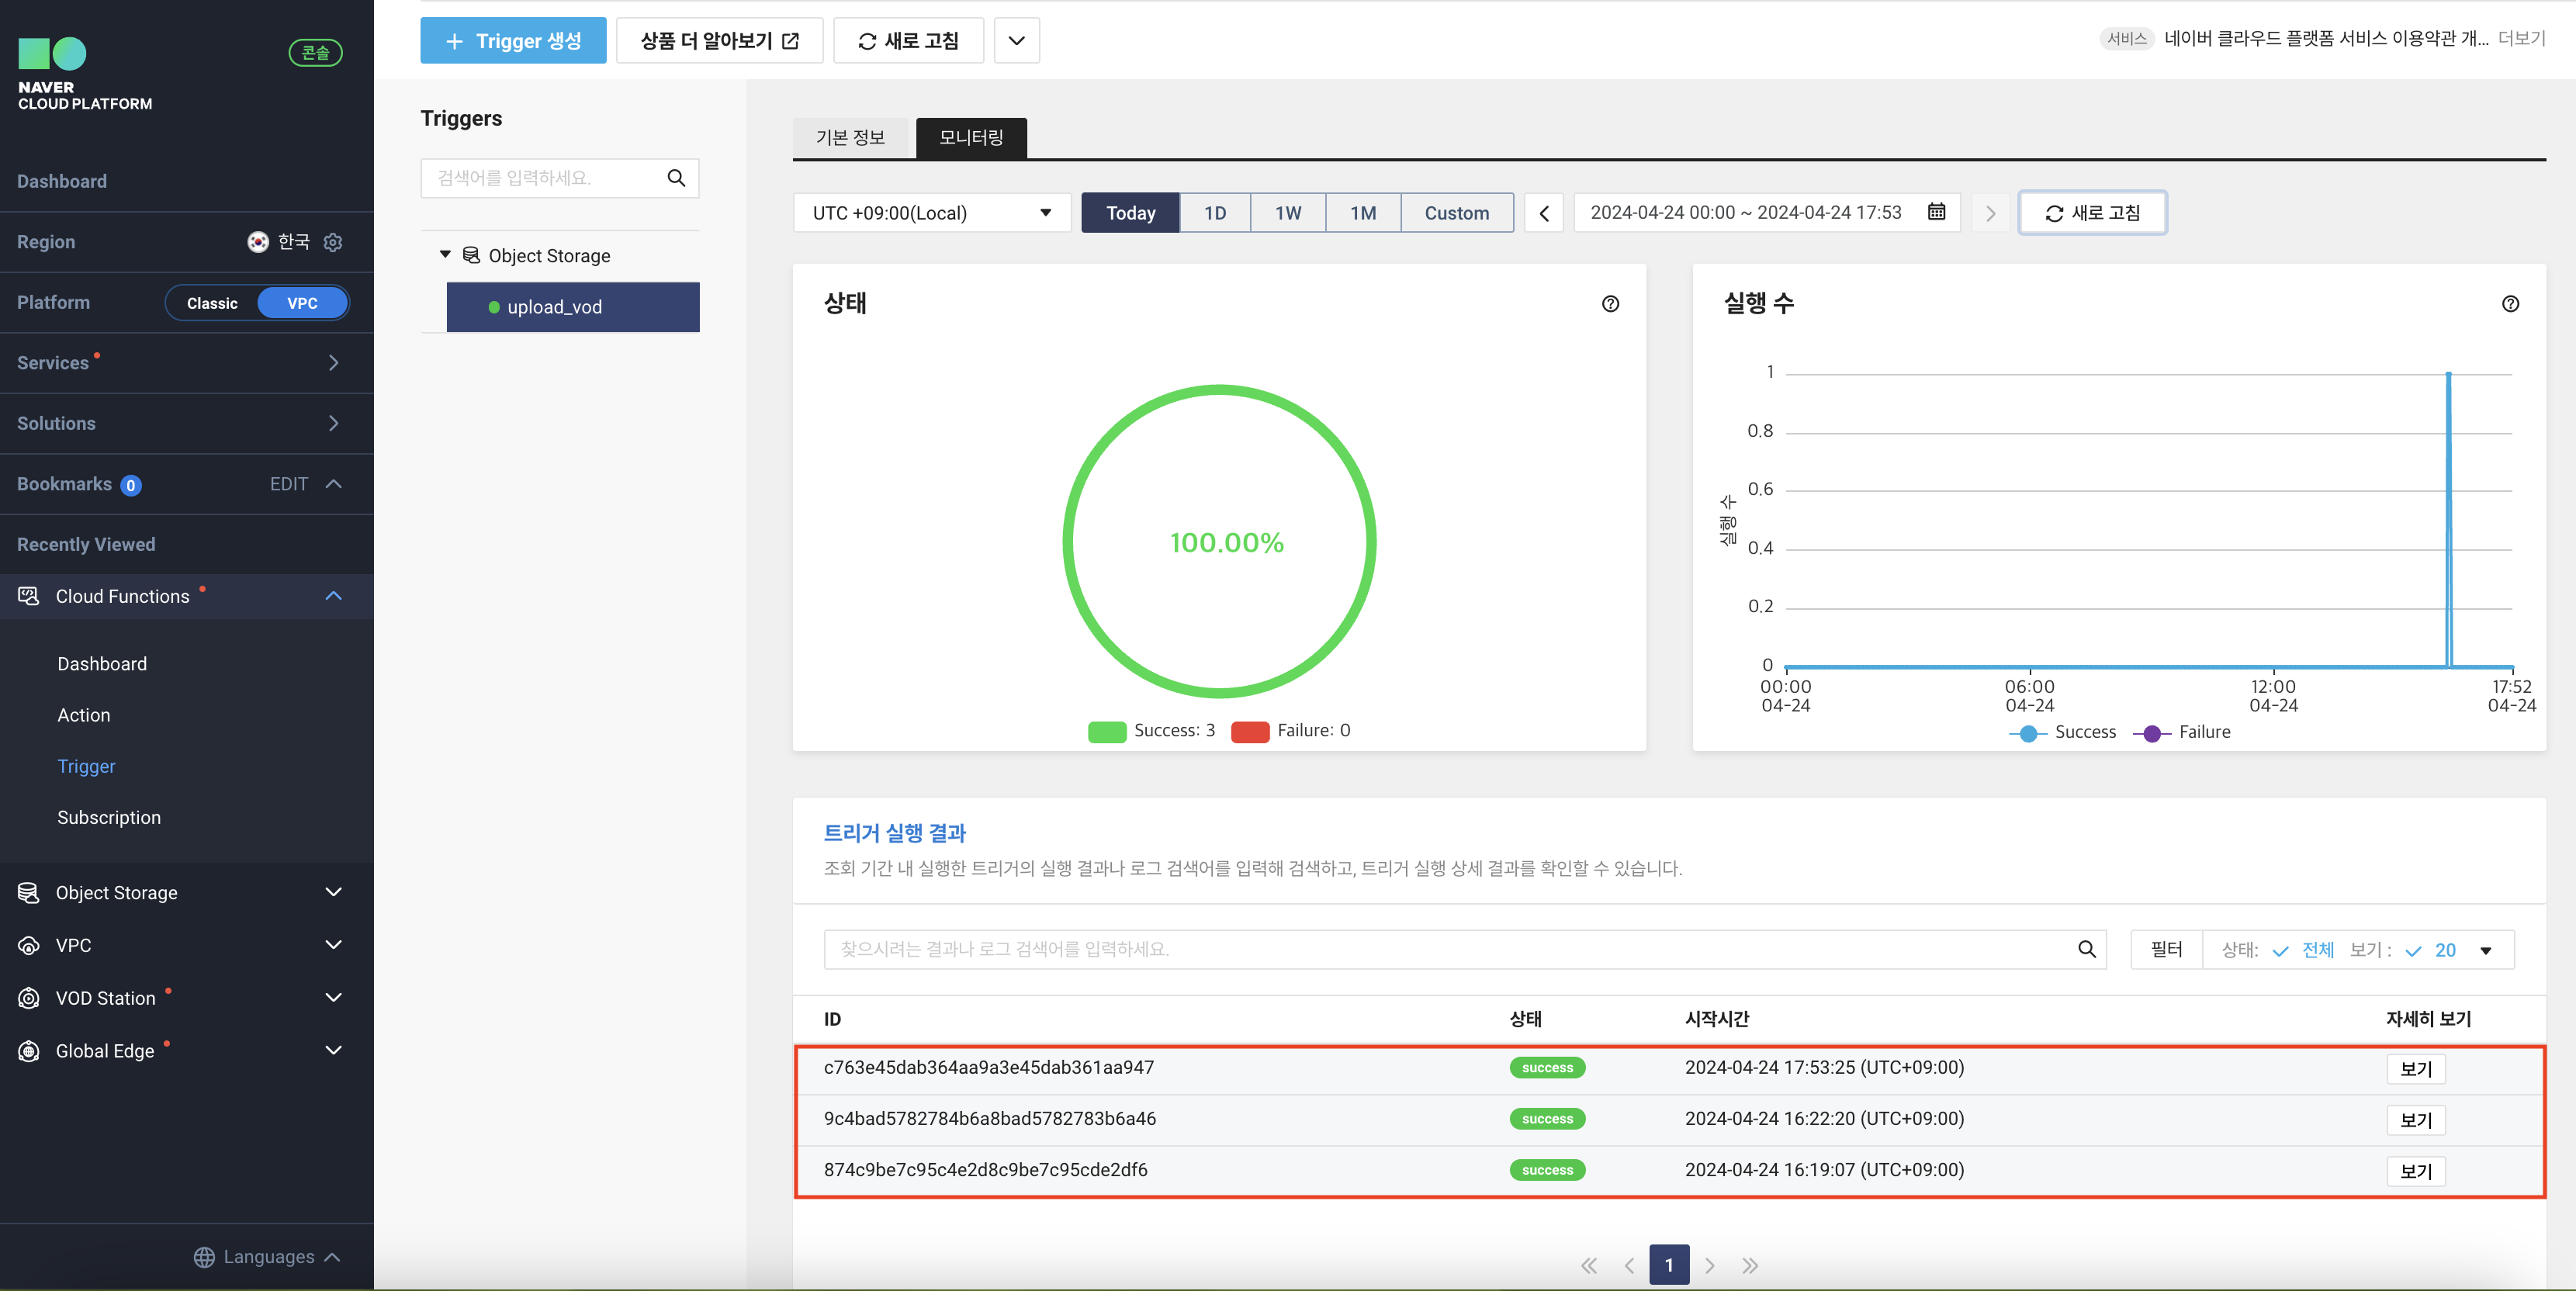 NAVER
CLOUD PLATFORM
콘솔
Dashboard
Region 한국
Platform Classic VPC
Services
Solutions
Bookmarks 0 EDIT
Recently Viewed
Cloud Functions
Dashboard
Action
Trigger
Subscription
Object Storage
VPC
VOD Station
Global Edge
Languages
Trigger 생성 상품 더 알아보기 새로 고침
서비스 네이버 클라우드 플랫폼 서비스 이용약관 개... 더보기
Triggers
검색어를 입력하세요.
Object Storage
upload_vod
기본 정보 모니터링
UTC +09:00(Local) Today 1D 1W 1M Custom 2024-04-24 00:00 ~ 2024-04-24 17:53 새로 고침
상태
100.00%
Success: 3 Failure: 0
실행 수
실행 수
1
0.8
0.6
0.4
0.2
0
00:00 06:00 12:00 17:52
04-24 04-24 04-24 04-24
Success Failure
트리거 실행 결과
조회 기간 내 실행한 트리거의 실행 결과나 로그 검색어를 입력해 검색하고, 트리거 실행 상세 결과를 확인할 수 있습니다.
찾으시려는 결과나 로그 검색어를 입력하세요. 필터 상태: 전체 보기 : 20
ID 상태 시작시간 자세히 보기
c763e45dab364aa9a3e45dab361aa947 success 2024-04-24 17:53:25 (UTC+09:00) 보기
9c4bad5782784b6a8bad5782783b6a46 success 2024-04-24 16:22:20 (UTC+09:00) 보기
874c9be7c95c4e2d8c9be7c95cde2df6 success 2024-04-24 16:19:07 (UTC+09:00) 보기
1